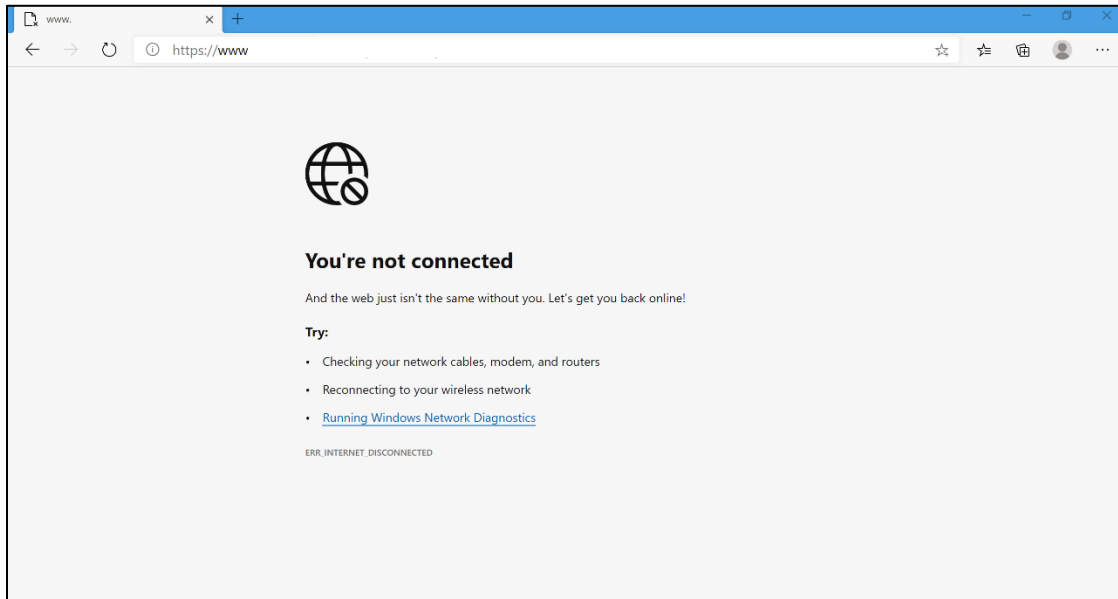 www.
https://www
You're not connected
And the web just isn't the same without you. Let's get you back online!
Try:
• Checking your network cables, modem, and routers
• Reconnecting to your wireless network
• Running Windows Network Diagnostics
ERR_INTERNET_DISCONNECTED